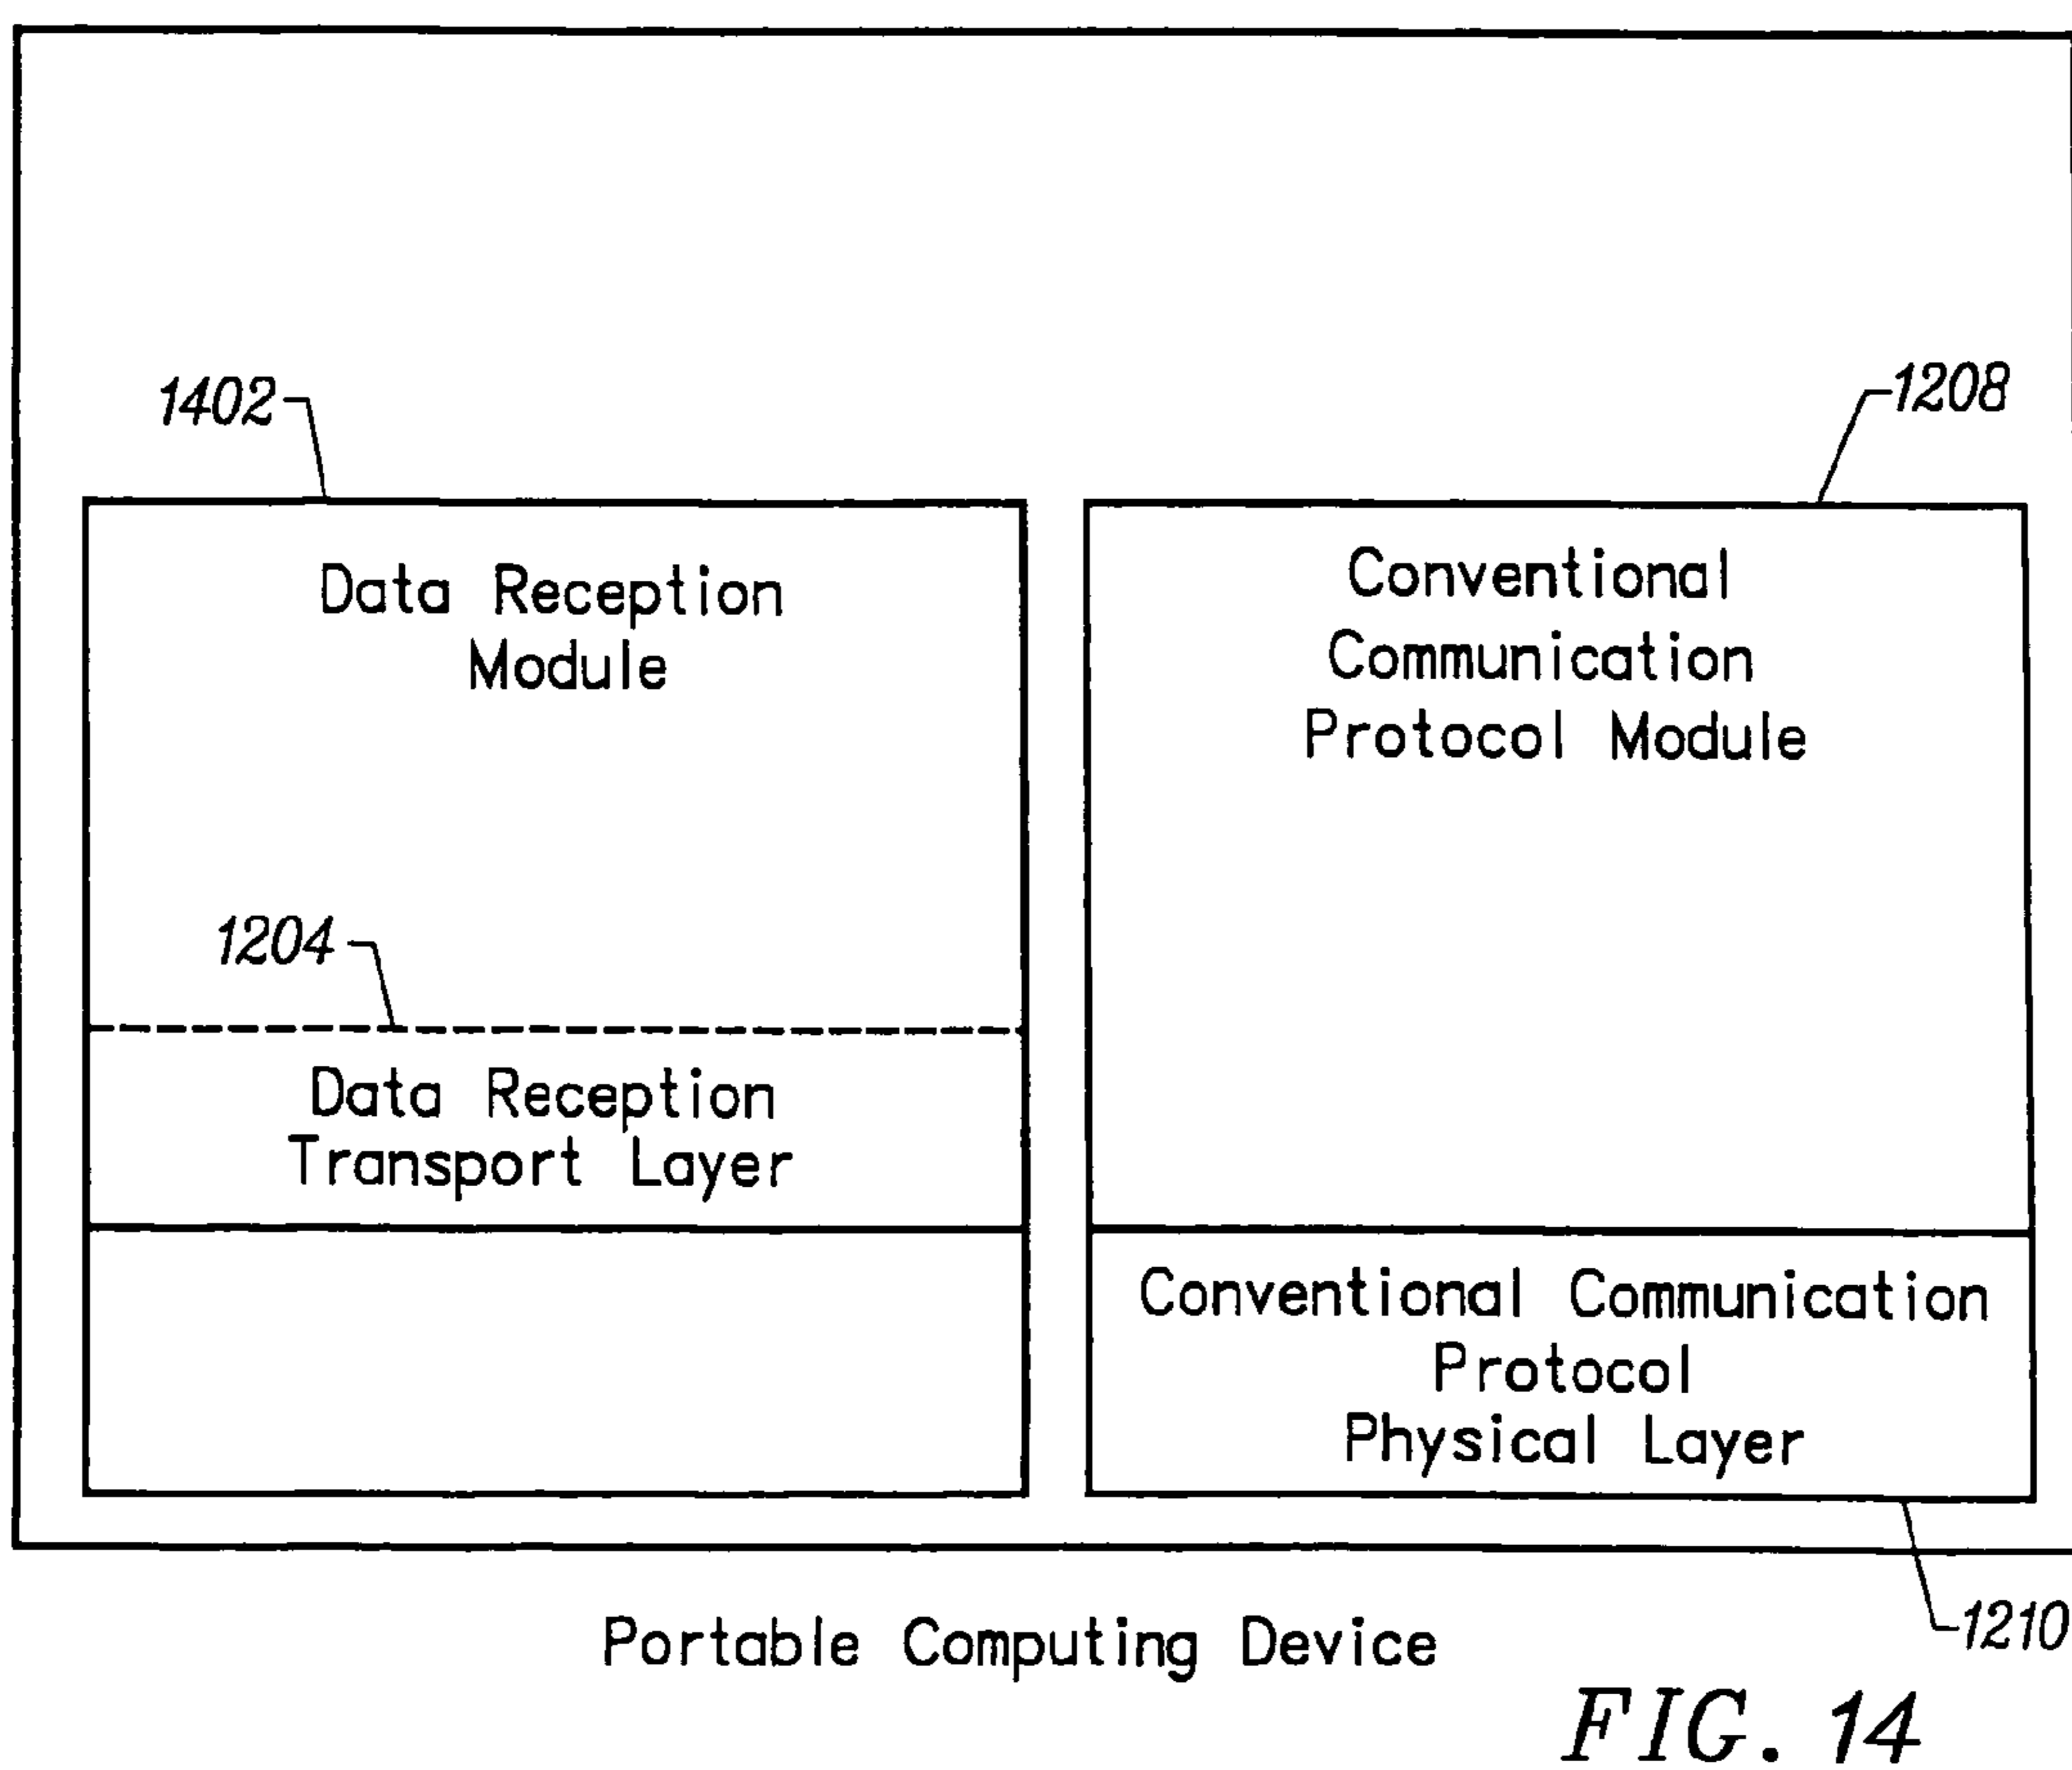 1402
1208
Data Reception
Module
Conventional
Communication
Protocol Module
1204
Data Reception
Transport Layer
Conventional Communication
Protocol
Physical Layer
Portable Computing Device
1210
FIG. 14